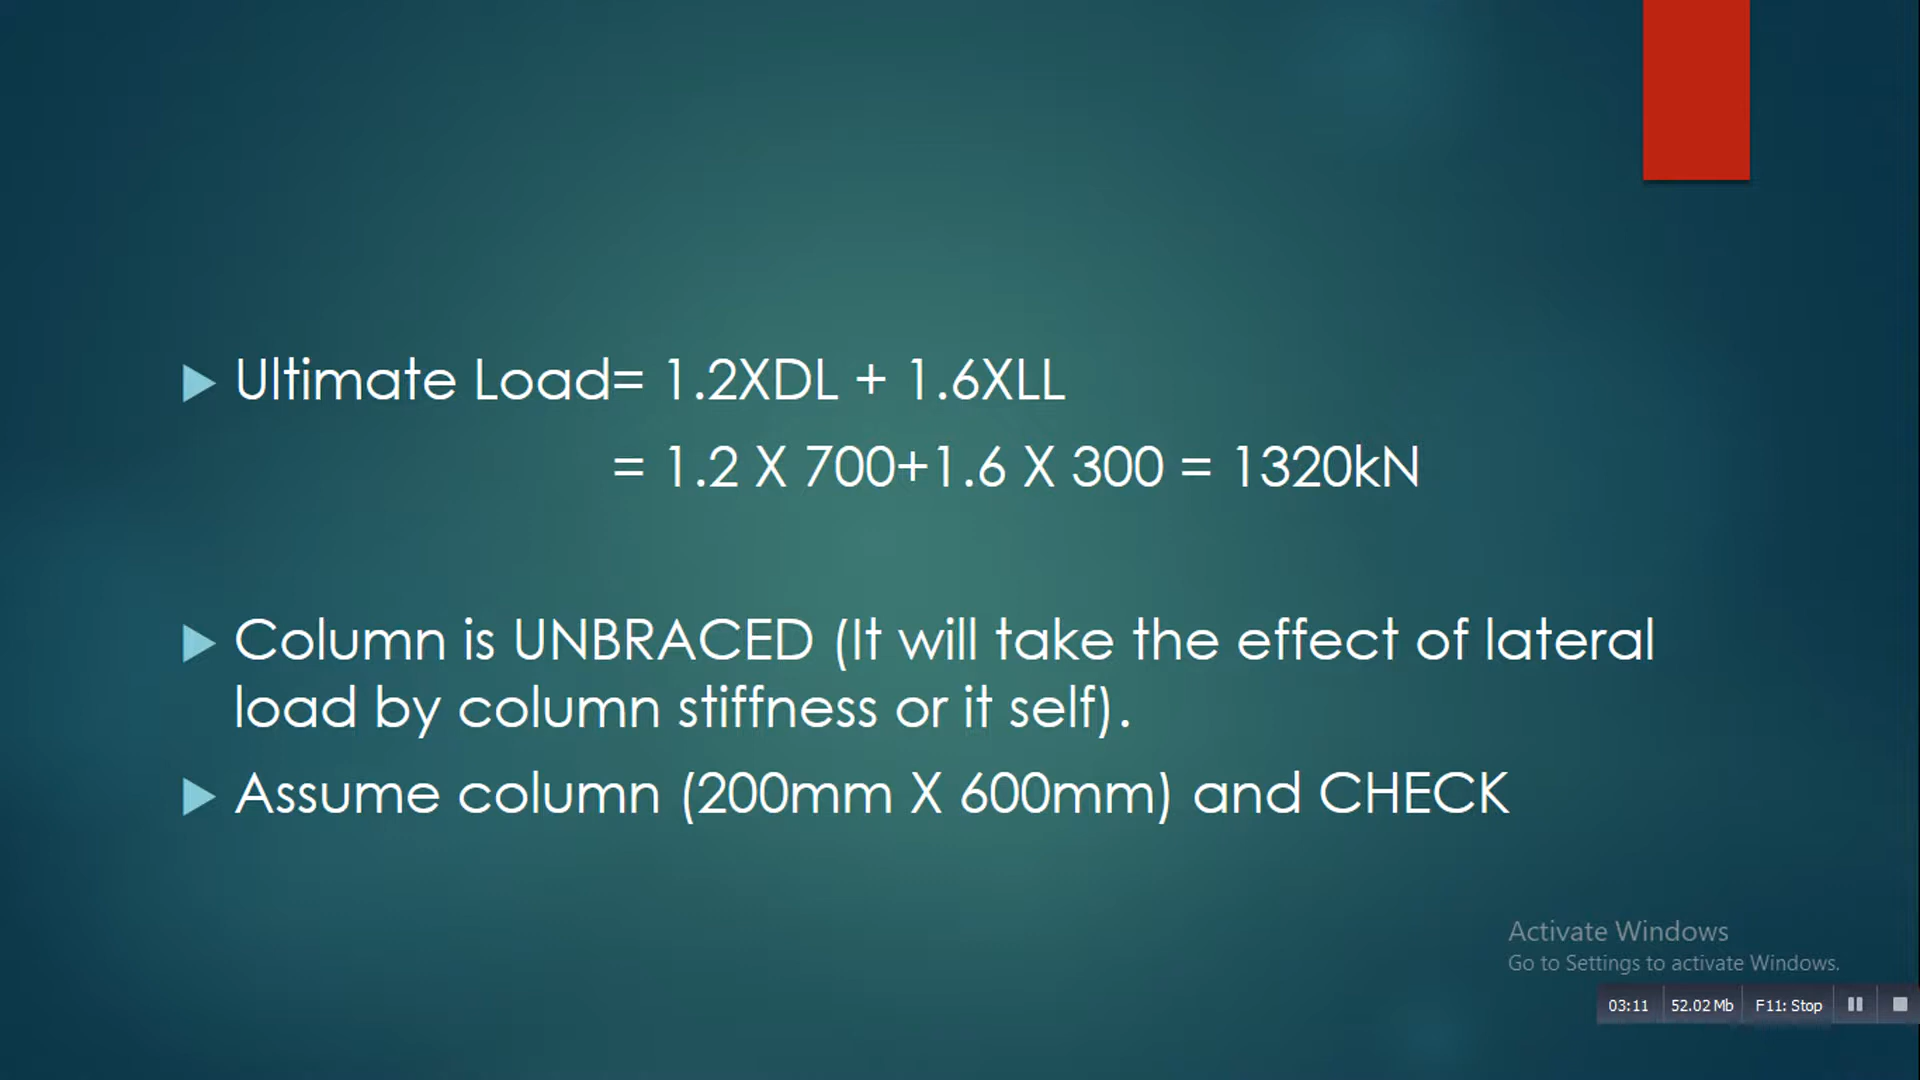 Ultimate Load= 1.2XDL + 1.6XLL
= 1.2 X 700+1.6 X 300 = 1320kN
Column is UNBRACED (It will take the effect of lateral
load by column stiffness or it self).
Assume column (200mm X 600mm) and CHECK
Activate Windows
Go to Settings to activate Windows.
03:11 52.02 Mb F11: Stop